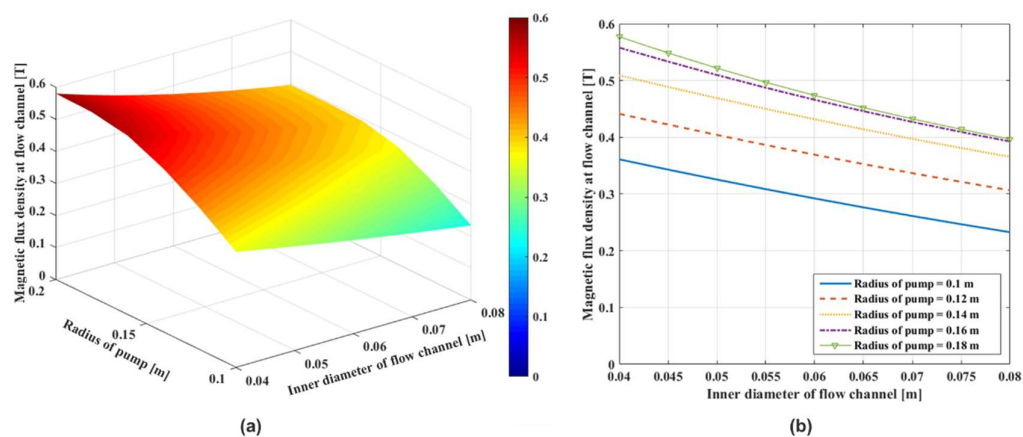 Magnetic flux density at flow channel [T]
0.6
0.5
0.4
0.3
0.2
0.1
0
0.2
0.15
0.1
Radius of pump [m]
0.04
0.05
0.06
0.07
0.08
Inner diameter of flow channel [m]
0.6
0.5
0.4
0.3
0.2
0.1
0
(a)
Magnetic flux density at flow channel [T]
0.6
0.5
0.4
0.3
0.2
0.1
0
Radius of pump = 0.1 m
Radius of pump = 0.12 m
Radius of pump = 0.14 m
Radius of pump = 0.16 m
Radius of pump = 0.18 m
0.04 0.045 0.05 0.055 0.06 0.065 0.07 0.075 0.08
Inner diameter of flow channel [m]
(b)